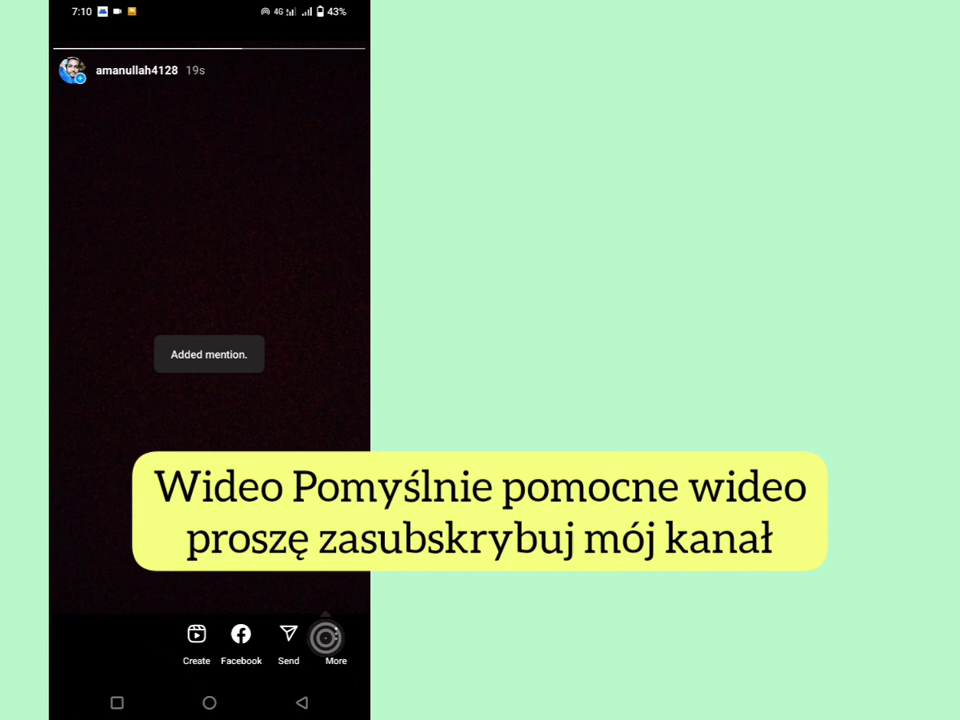 7:10 4G 43%
amanullah4128 19s
Added mention.
Wideo Pomyślnie pomocne wideo
proszę zasubskrybuj mój kanał
Create Facebook Send More